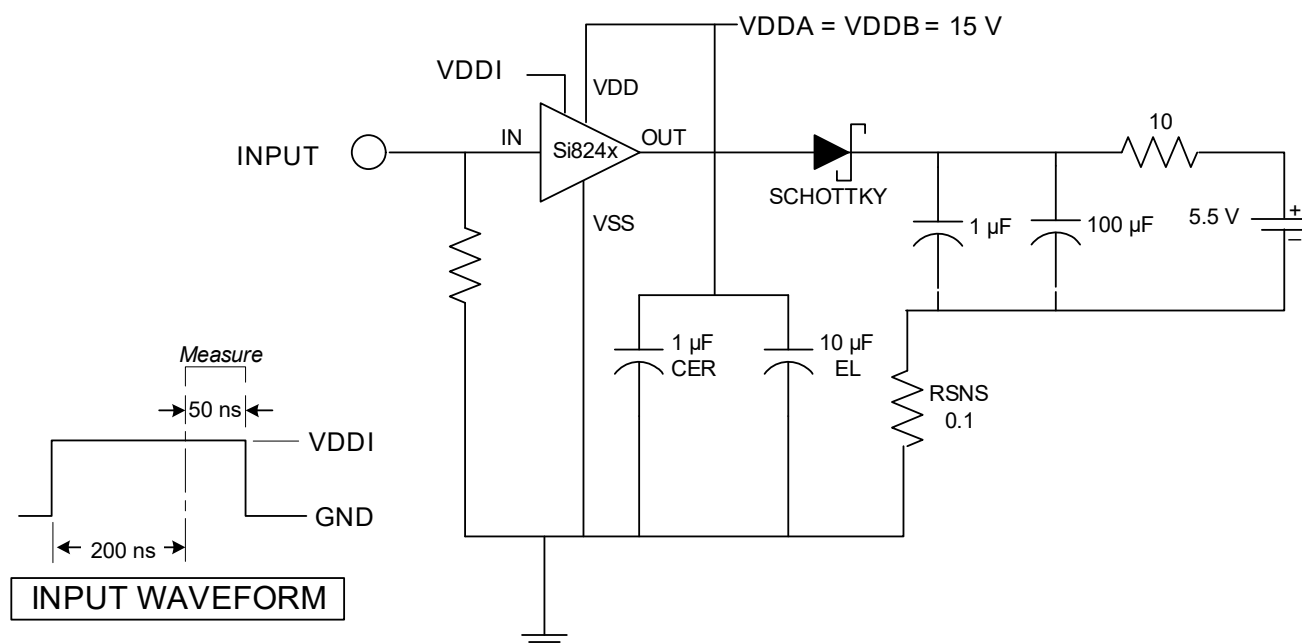 VDDA = VDDB = 15 V
VDDI
VDD
INPUT
IN
Si824x
OUT
SCHOTTKY
10
VSS
1 µF
100 µF
5.5 V
+
–
1 µF
CER
10 µF
EL
RSNS
0.1
Measure
50 ns
VDDI
GND
200 ns
INPUT WAVEFORM